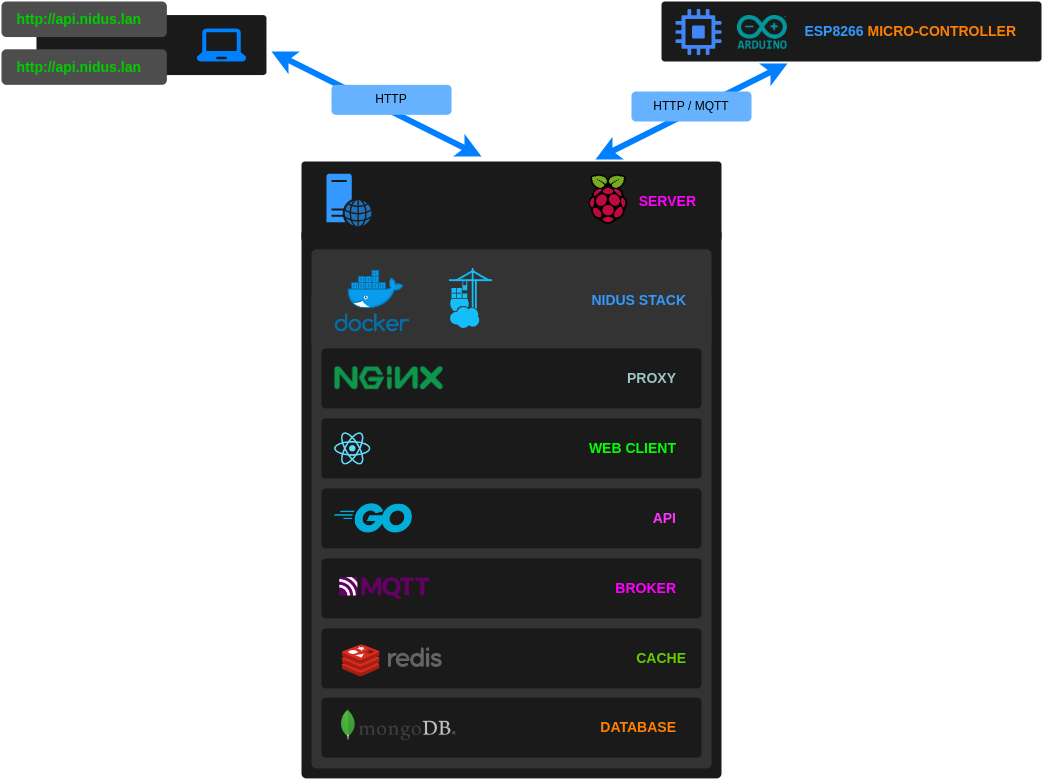 http://api.nidus.lan
http://api.nidus.lan
ARDUINO
ESP8266 MICRO-CONTROLLER
HTTP
HTTP / MQTT
SERVER
docker
NIDUS STACK
NGINX
PROXY
WEB CLIENT
GO
API
MQTT
BROKER
redis
CACHE
mongoDB.
DATABASE